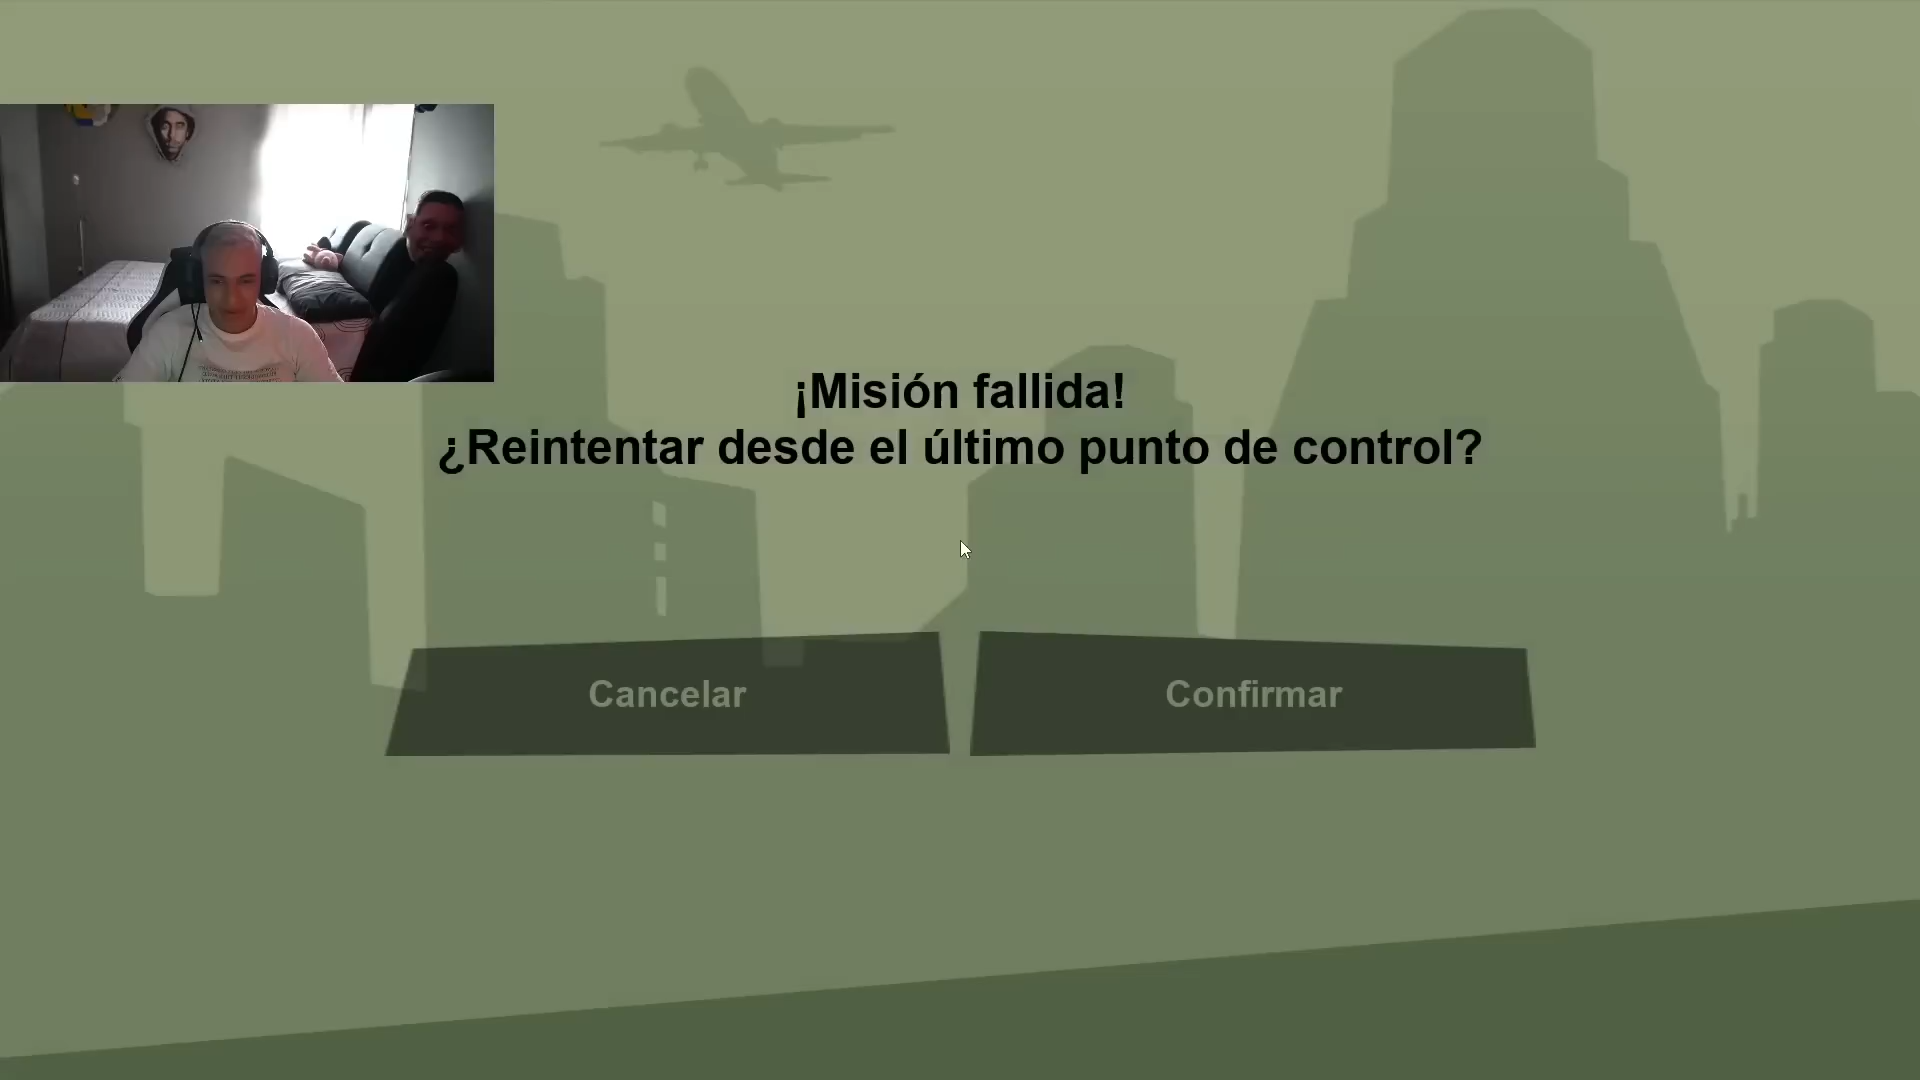 ¡Misión fallida!
¿Reintentar desde el último punto de control?
Cancelar
Confirmar